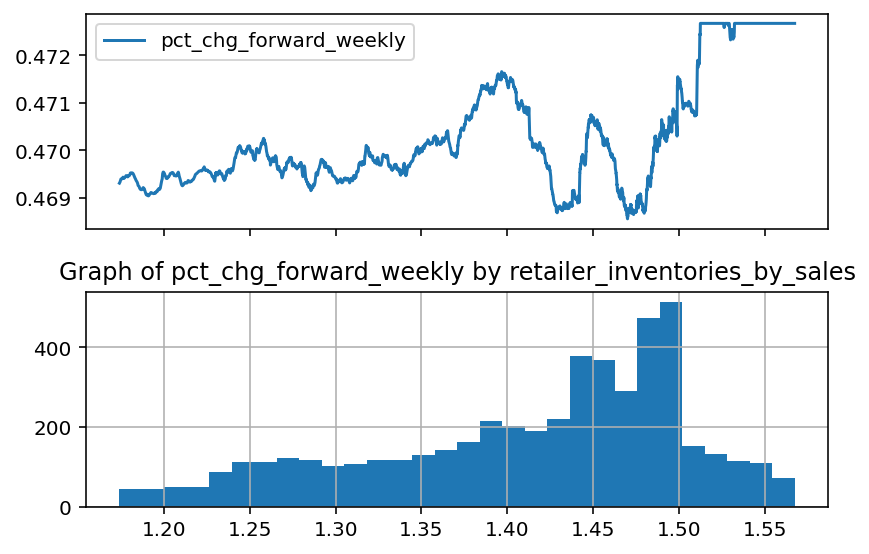 pct_chg_forward_weekly
0.472
0.471
0.470
0.469
Graph of pct_chg_forward_weekly by retailer_inventories_by_sales
400
200
0
1.20 1.25 1.30 1.35 1.40 1.45 1.50 1.55